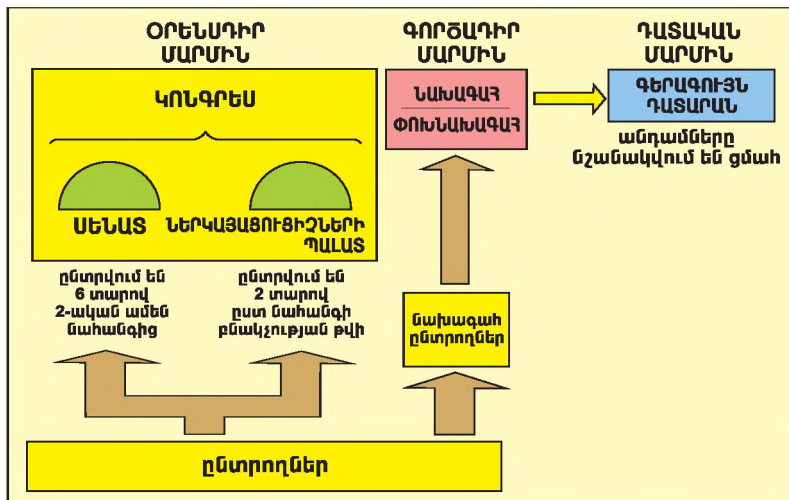 ՕՐԵՆՍԴԻՐ
ՄԱՐՄԻՆ
ԿՈՆԳՐԵՍ
ՍԵՆԱՏ
ՆԵՐԿԱՅԱՑՈՒՑԻՉՆԵՐԻ
ՊԱԼԱՏ
ընտրվում են
6 տարով
2-ական ամեն
նահանգից
ընտրվում են
2 տարով
ըստ նահանգի
բնակչության թվի
ԳՈՐԾԱԴԻՐ
ՄԱՐՄԻՆ
ՆԱԽԱԳԱՀ
ՓՈԽՆԱԽԱԳԱՀ
նախագահ
ընտրողներ
ԴԱՏԱԿԱՆ
ՄԱՐՄԻՆ
ԳԵՐԱԳՈՒՅՆ
ԴԱՏԱՐԱՆ
անդամները
նշանակվում են ցմահ
ընտրողներ